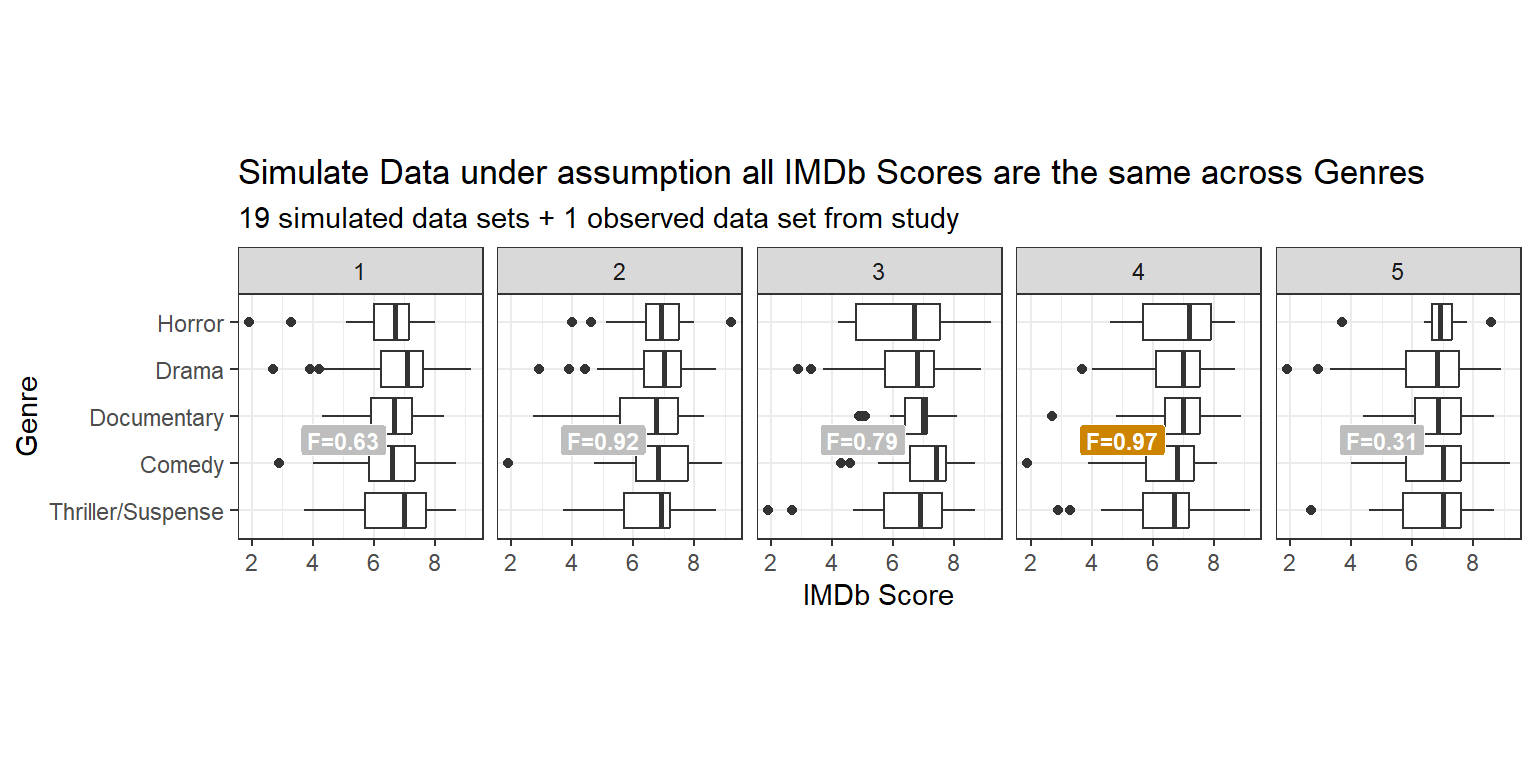 Simulate Data under assumption all IMDb Scores are the same across Genres
19 simulated data sets + 1 observed data set from study
1 2 3 4 5
Genre
Horror
Drama
Documentary
F=0.63 F=0.92 F=0.79 F=0.97 F=0.31
Comedy
Thriller/Suspense
2 4 6 8 2 4 6 8 2 4 6 8 2 4 6 8 2 4 6 8
IMDb Score